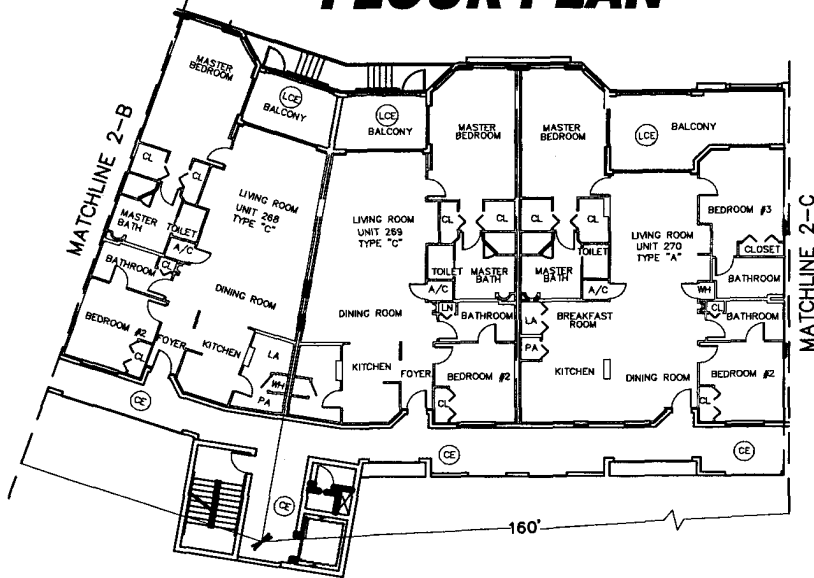 FLOOR PLAN
MATCHLINE 2-B
MASTER
BEDROOM
LCE
BALCONY
CL
CL
MASTER
BATH
TOILET
A/C
LIVING ROOM
UNIT 268
TYPE "C"
BATHROOM
CL
DINING ROOM
BEDROOM #2
CL
FOYER
KITCHEN
LA
WH
PA
LCE
BALCONY
MASTER
BEDROOM
LIVING ROOM
UNIT 269
TYPE "C"
CL
CL
TOILET
MASTER
BATH
A/C
LN
DINING ROOM
BATHROOM
KITCHEN
FOYER
BEDROOM #2
CL
MASTER
BEDROOM
LCE
BALCONY
CL
CL
TOILET
MASTER
BATH
A/C
LIVING ROOM
UNIT 270
TYPE "A"
BEDROOM #3
CLOSET
BATHROOM
WH
CL
BATHROOM
LA
BREAKFAST
ROOM
PA
KITCHEN
DINING ROOM
BEDROOM #2
CL
MATCHLINE 2-C
CE
CE
CE
CE
160'